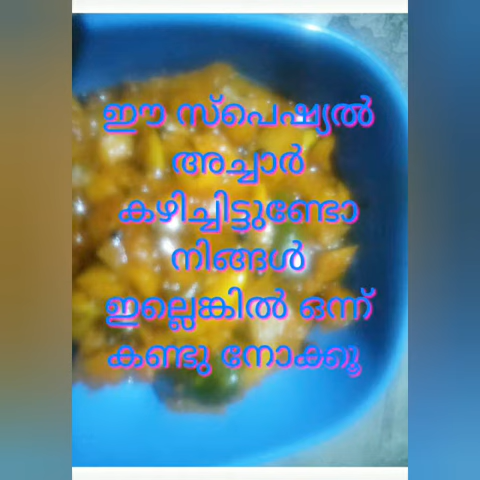 ഈ സ്പെഷ്യൽ
അച്ചാർ
കഴിച്ചിട്ടുണ്ടോ
നിങ്ങൾ
ഇല്ലെങ്കിൽ ഒന്ന്
കണ്ടു നോക്കൂ